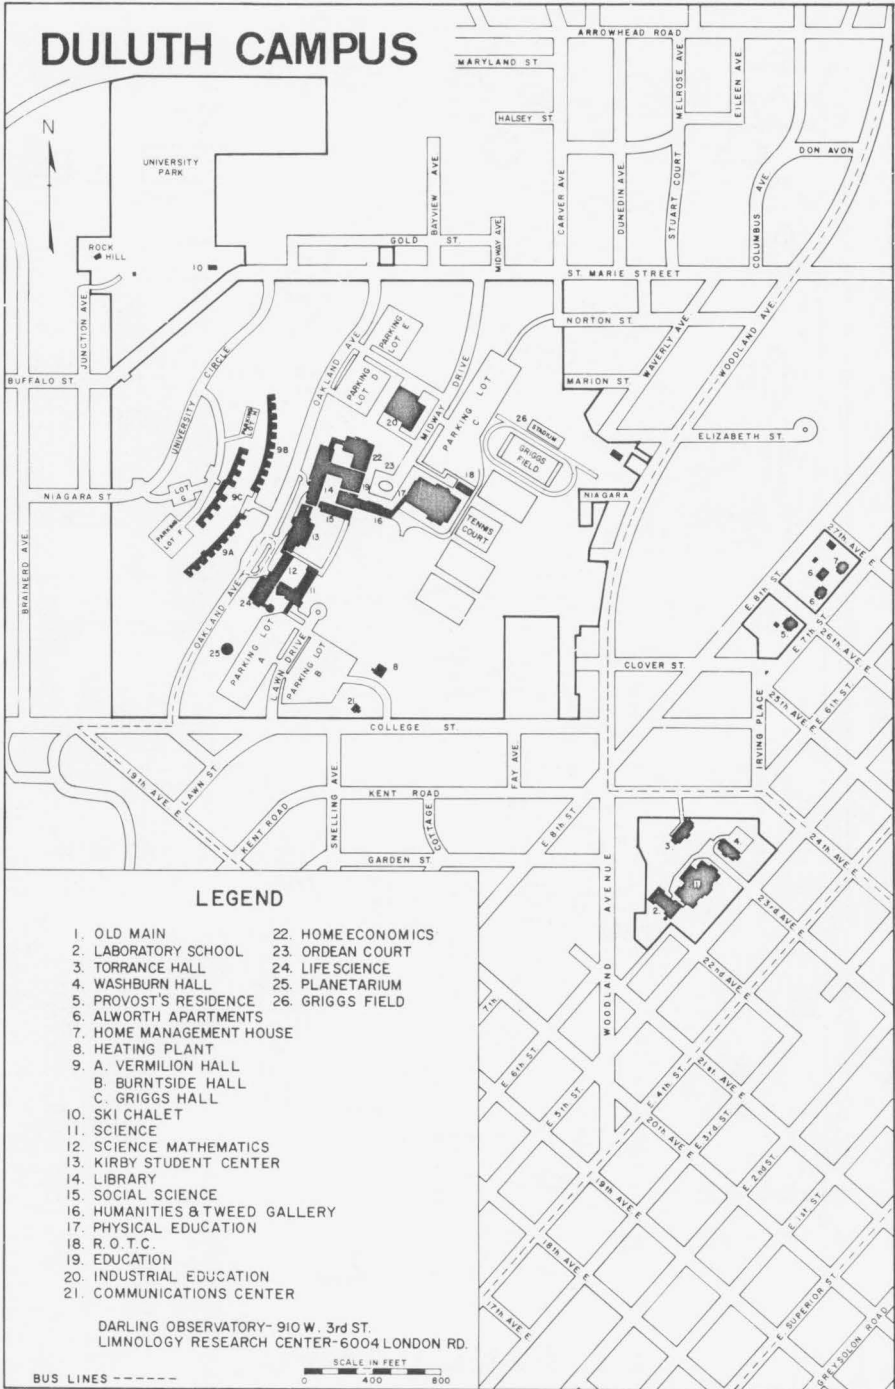 DULUTH CAMPUS
N
ARROWHEAD ROAD
MARYLAND ST.
MELROSE AVE
EILEEN AVE
HALSEY ST.
DON AVON
UNIVERSITY
PARK
BAYVIEW AVE
CARVER AVE
DUNEDIN AVE
STUART COURT
COLUMBUS AVE
GOLD ST.
MIDWAY AVE
ROCK
HILL
10
ST. MARIE STREET
JUNCTION AVE
NORTON ST.
WAVERLY AVE
WOODLAND AVE.
OAKLAND AVE
PARKING
LOT E
PARKING
LOT D
MIDWAY DRIVE
PARKING LOT
C
BUFFALO ST.
MARION ST.
UNIVERSITY CIRCLE
PARKING
LOT H
20
26
STADIUM
GRIGGS
FIELD
ELIZABETH ST.
9B
22
23
14
19
17
18
9C
LOT
G
NIAGARA ST
NIAGARA
PARKING
LOT F
15
16
13
TENNIS
COURT
9A
12
11
24
OAKLAND AVE
BRAINERD AVE.
27th AVE E
7
6
6
E 8th ST
E 7th ST
5
26th AVE E
25
PARKING LOT
A
LAWN DRIVE
PARKING LOT
B
8
21
CLOVER ST.
E 6th ST
25th AVE E
IRVING PLACE
COLLEGE ST.
19th AVE E
LAWN ST
SNELLING AVE
FAY AVE
KENT ROAD
KENT ROAD
COTTAGE
E 8th ST
GARDEN ST.
3.
4.
1.
2.
24th AVE E
23rd AVE E
22nd AVE E
WOODLAND AVENUE
7th
E 6th ST
E 5th ST
E 4th ST.
21st AVE E
E 3rd ST
20th AVE E
E 2nd ST
19th AVE E
E 1st ST
18th AVE E
17th AVE E
E SUPERIOR ST
GREYSOLON ROAD
LEGEND
1. OLD MAIN
2. LABORATORY SCHOOL
3. TORRANCE HALL
4. WASHBURN HALL
5. PROVOST'S RESIDENCE
6. ALWORTH APARTMENTS
7. HOME MANAGEMENT HOUSE
8. HEATING PLANT
9. A. VERMILION HALL
B. BURNTSIDE HALL
C. GRIGGS HALL
10. SKI CHALET
11. SCIENCE
12. SCIENCE MATHEMATICS
13. KIRBY STUDENT CENTER
14. LIBRARY
15. SOCIAL SCIENCE
16. HUMANITIES & TWEED GALLERY
17. PHYSICAL EDUCATION
18. R.O.T.C.
19. EDUCATION
20. INDUSTRIAL EDUCATION
21. COMMUNICATIONS CENTER
22. HOME ECONOMICS
23. ORDEAN COURT
24. LIFE SCIENCE
25. PLANETARIUM
26. GRIGGS FIELD
DARLING OBSERVATORY-910 W. 3rd ST.
LIMNOLOGY RESEARCH CENTER-6004 LONDON RD.
SCALE IN FEET
0 400 800
BUS LINES ------